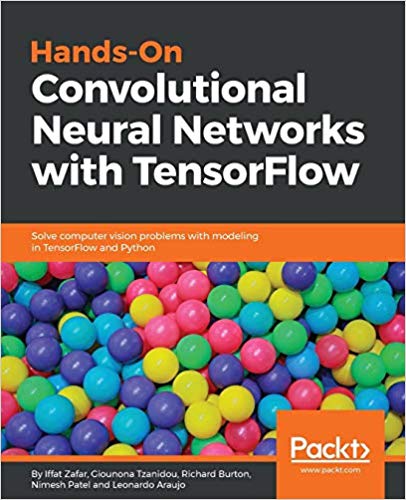 Hands-On
Convolutional
Neural Networks
with TensorFlow
Solve computer vision problems with modeling
in TensorFlow and Python
Packt>
www.packt.com
By Iffat Zafar, Giounona Tzanidou, Richard Burton,
Nimesh Patel and Leonardo Araujo